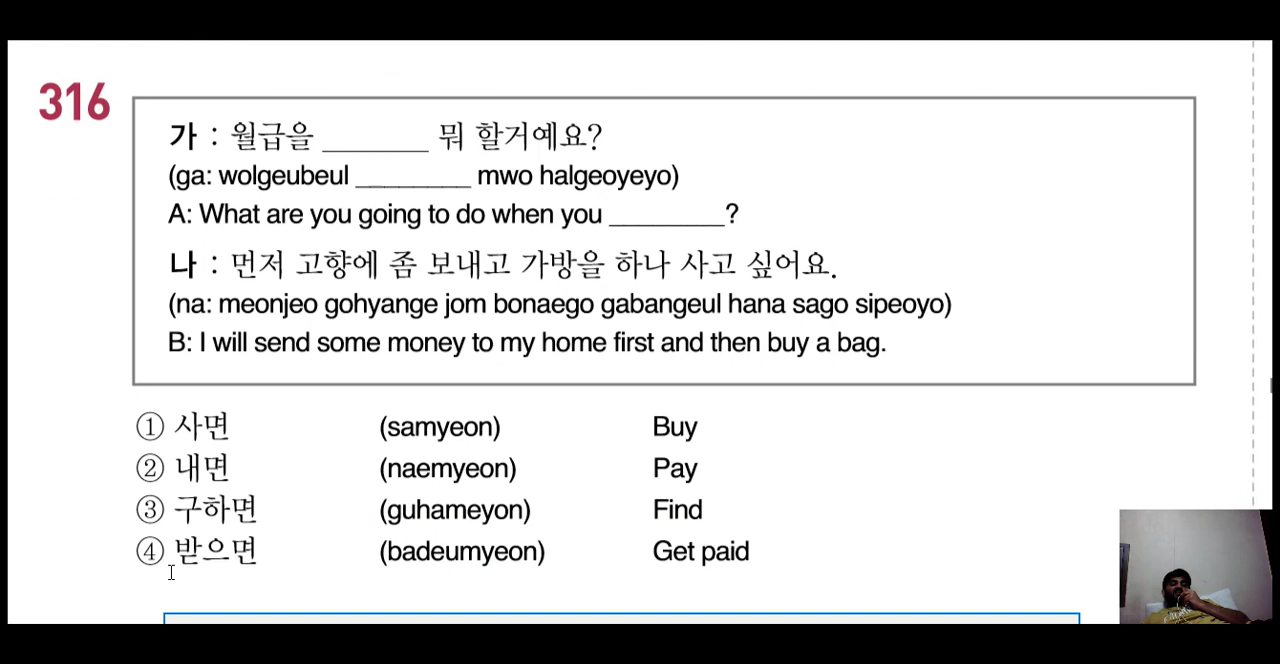 316
가 : 월급을 ________ 뭐 할거예요?
(ga: wolgeubeul ________ mwo halgeoyeyo)
A: What are you going to do when you ________?
나 : 먼저 고향에 좀 보내고 가방을 하나 사고 싶어요.
(na: meonjeo gohyange jom bonaego gabangeul hana sago sipeoyo)
B: I will send some money to my home first and then buy a bag.
① 사면 (samyeon) Buy
② 내면 (naemyeon) Pay
③ 구하면 (guhameyon) Find
④ 받으면 (badeumyeon) Get paid